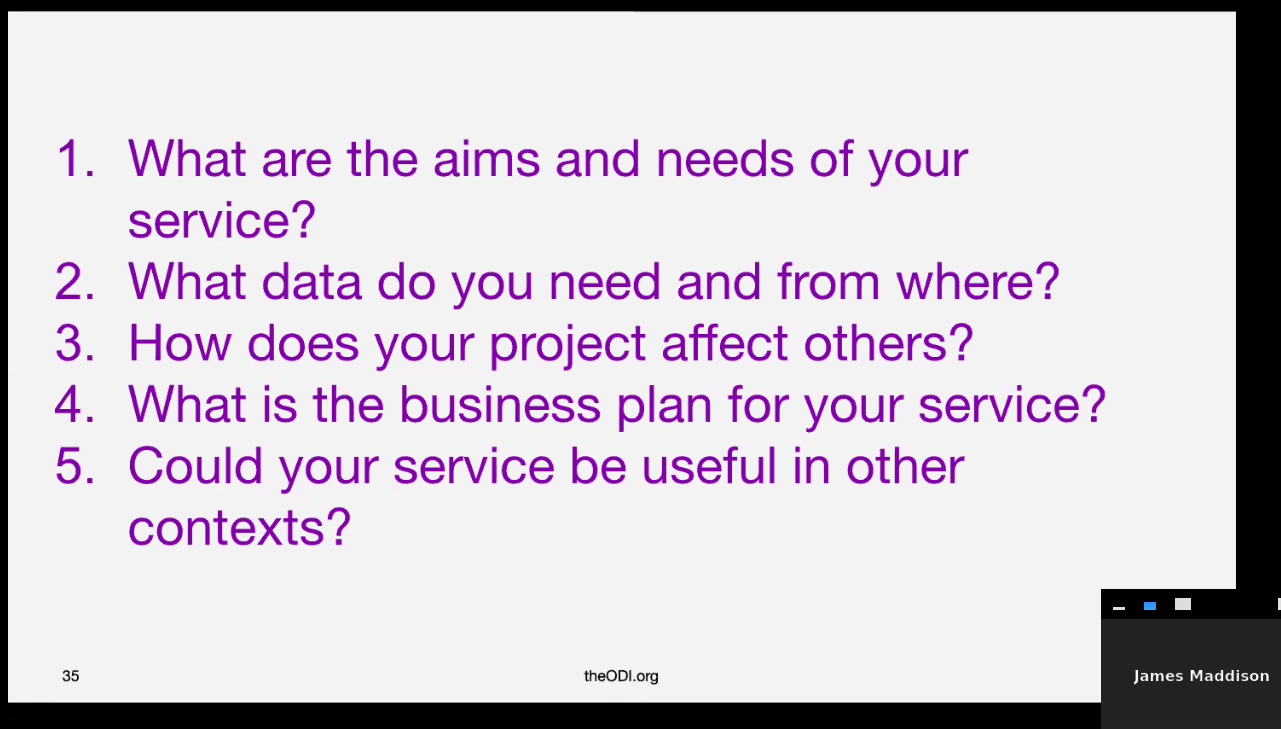 1. What are the aims and needs of your
service?
2. What data do you need and from where?
3. How does your project affect others?
4. What is the business plan for your service?
5. Could your service be useful in other
contexts?
35
theODI.org
James Maddison